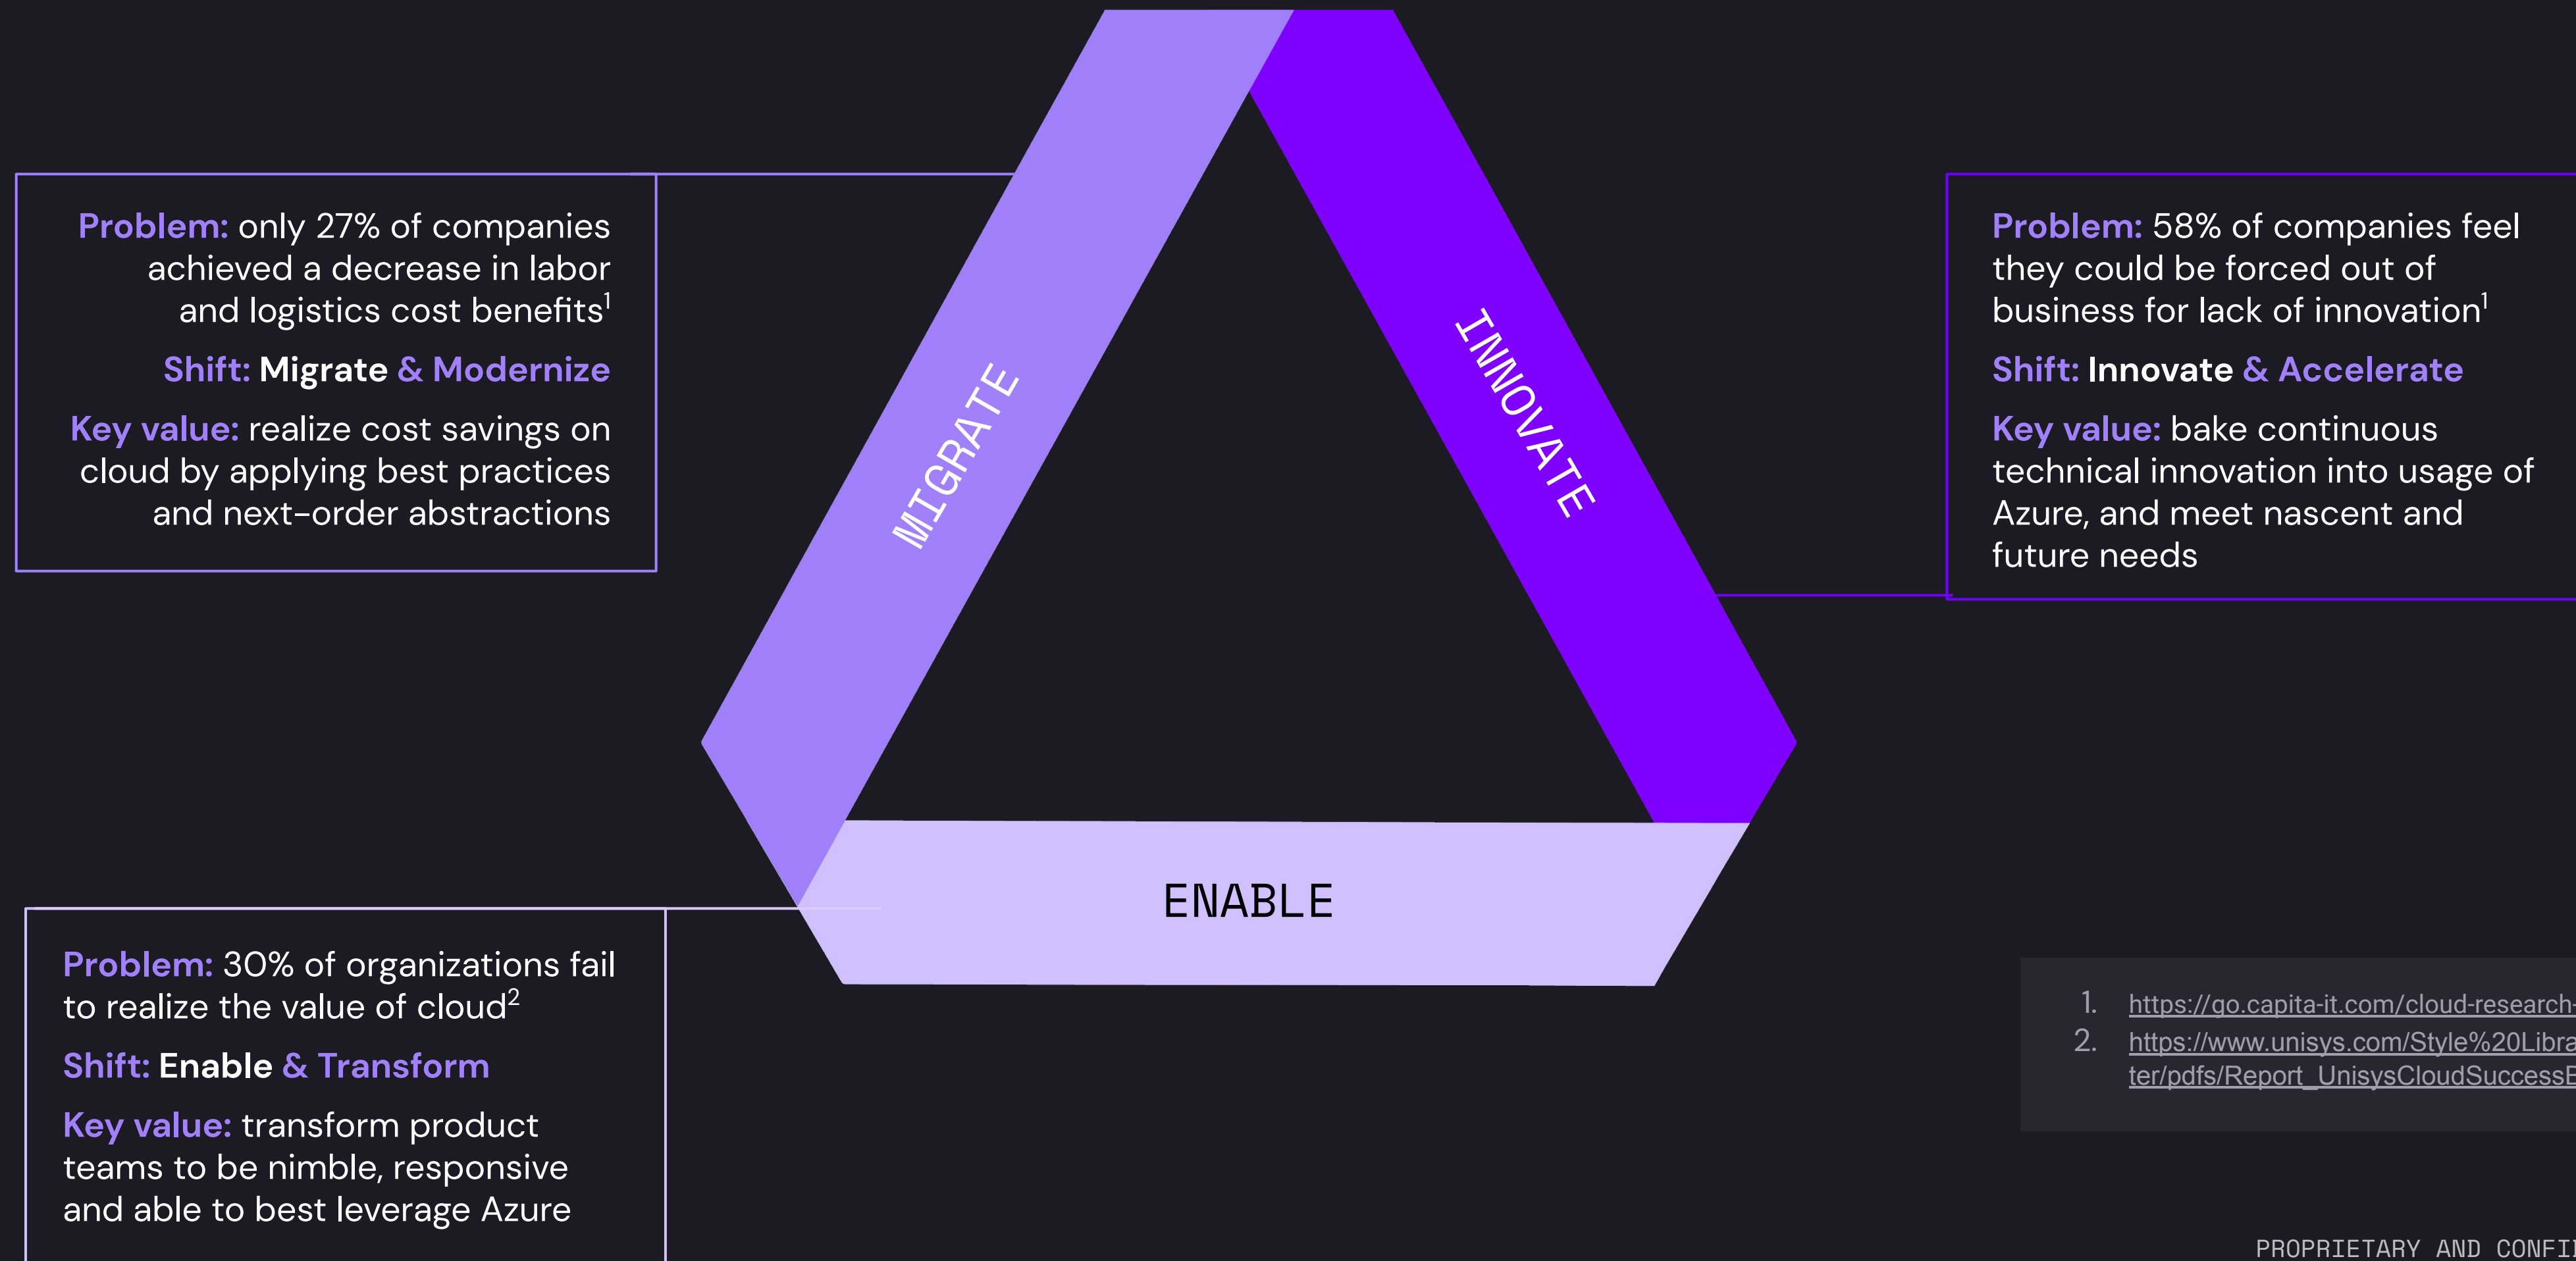 Problem: only 27% of companies
achieved a decrease in labor
and logistics cost benefits¹
Shift: Migrate & Modernize
Key value: realize cost savings on
cloud by applying best practices
and next-order abstractions
MIGRATE
INNOVATE
Problem: 58% of companies feel
they could be forced out of
business for lack of innovation¹
Shift: Innovate & Accelerate
Key value: bake continuous
technical innovation into usage of
Azure, and meet nascent and
future needs
ENABLE
Problem: 30% of organizations fail
to realize the value of cloud²
Shift: Enable & Transform
Key value: transform product
teams to be nimble, responsive
and able to best leverage Azure
1. https://go.capita-it.com/cloud-research-
2. https://www.unisys.com/Style%20Libra
ter/pdfs/Report_UnisysCloudSuccess
PROPRIETARY AND